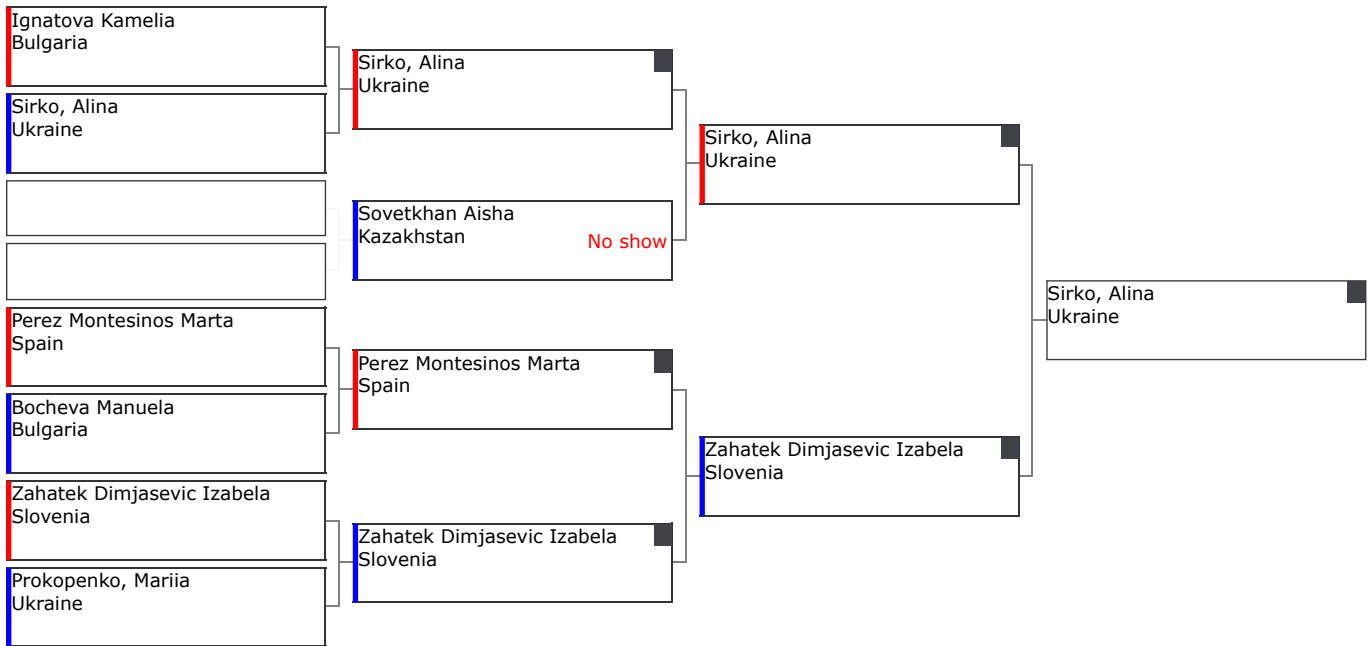 Ignatova Kamelia
Bulgaria
Sirko, Alina
Ukraine
Perez Montesinos Marta
Spain
Bocheva Manuela
Bulgaria
Zahatek Dimjasevic Izabela
Slovenia
Prokopenko, Mariia
Ukraine
Sirko, Alina
Ukraine
Sovetkhan Aisha
Kazakhstan
No show
Perez Montesinos Marta
Spain
Zahatek Dimjasevic Izabela
Slovenia
Sirko, Alina
Ukraine
Zahatek Dimjasevic Izabela
Slovenia
Sirko, Alina
Ukraine